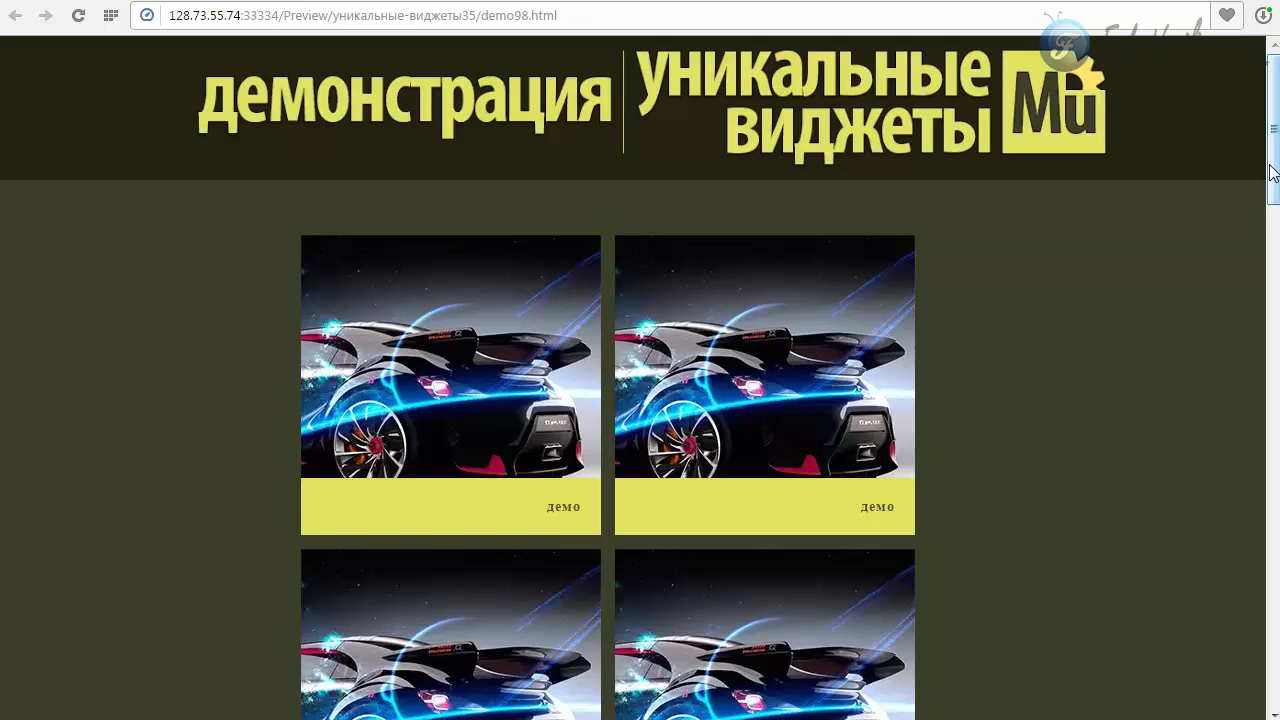 128.73.55.74:33334/Preview/уникальные-виджеты35/demo98.html
демонстрация
уникальные
виджеты
Mu
демо
демо